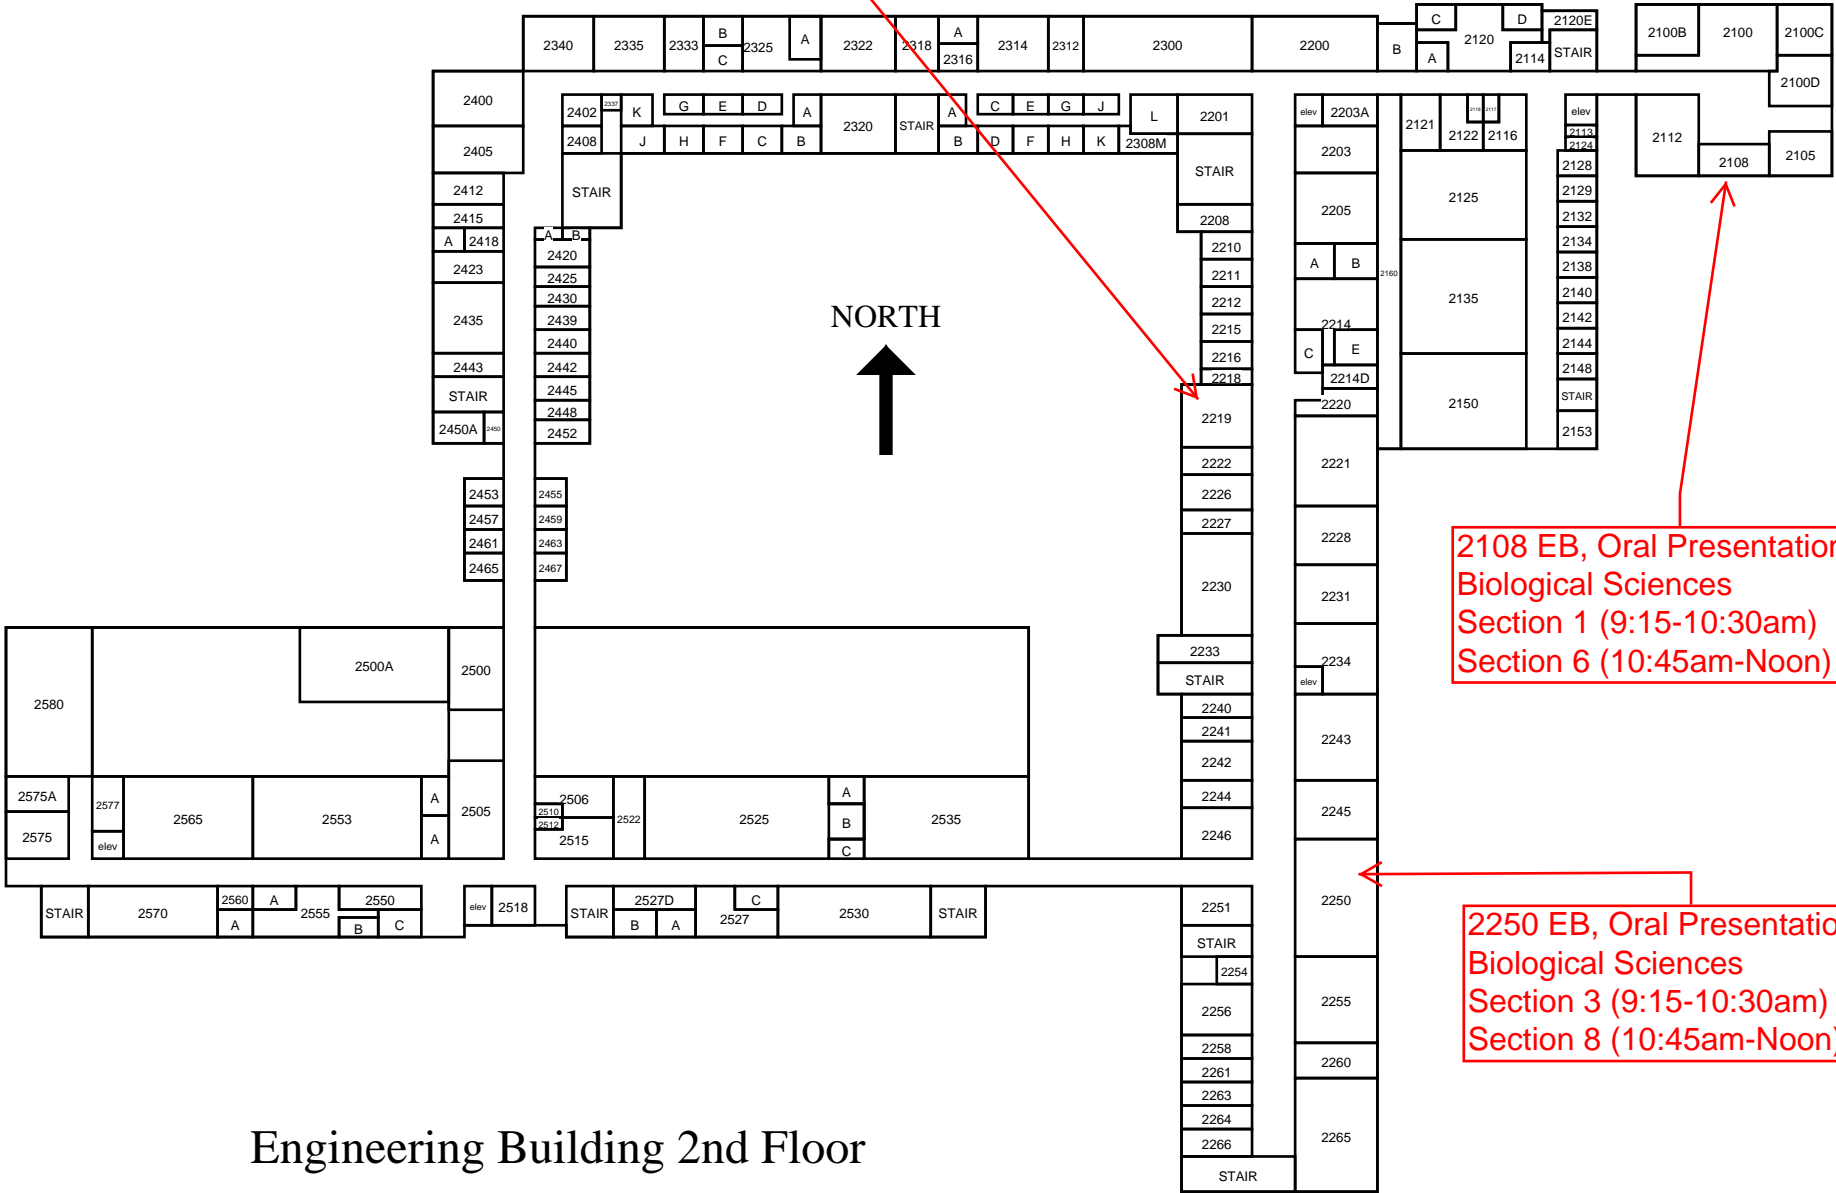 2340
2335
2333
B
C
2325
A
2322
2318
A
2316
2314
2312
2300
2200
B
C
A
2120
D
2114
2120E
STAIR
2100B
2100
2100C
2100D
2400
2405
2402
2337
K
G
E
D
A
2320
STAIR
A
C
E
G
J
L
2201
2408
J
H
F
C
B
B
D
F
H
K
2308M
STAIR
STAIR
elev
2203A
2203
2205
A
B
2214
C
E
2214D
2220
2121
2122
2118
2117
2116
elev
2113
2124
2112
2108
2105
2128
2129
2132
2134
2138
2140
2142
2144
2148
STAIR
2153
2125
2135
2150
2160
2412
2415
A
2418
2423
2435
2443
STAIR
2450A
2450
A
B
2420
2425
2430
2439
2440
2442
2445
2448
2452
NORTH
2208
2210
2211
2212
2215
2216
2218
2219
2222
2226
2227
2230
2233
STAIR
2240
2241
2242
2244
2246
2221
2228
2231
2234
elev
2243
2245
2250
2255
2260
2265
2453
2457
2461
2465
2455
2459
2463
2467
2108 EB, Oral Presentation
Biological Sciences
Section 1 (9:15-10:30am)
Section 6 (10:45am-Noon)
2580
2500A
2500
2575A
2575
2577
elev
2565
2553
A
A
2505
2506
2510
2512
2515
2522
2525
A
B
C
2535
STAIR
2570
2560
A
A
2555
2550
B
C
elev
2518
STAIR
2527D
B
A
2527
C
2530
STAIR
2251
STAIR
2254
2256
2258
2261
2263
2264
2266
STAIR
2250 EB, Oral Presentatio
Biological Sciences
Section 3 (9:15-10:30am)
Section 8 (10:45am-Noon)
Engineering Building 2nd Floor